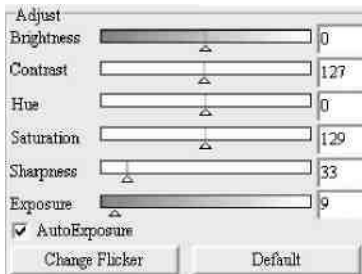 Adjust
Brightness 0
Contrast 127
Hue 0
Saturation 129
Sharpness 33
Exposure 9
AutoExposure
Change Flicker Default